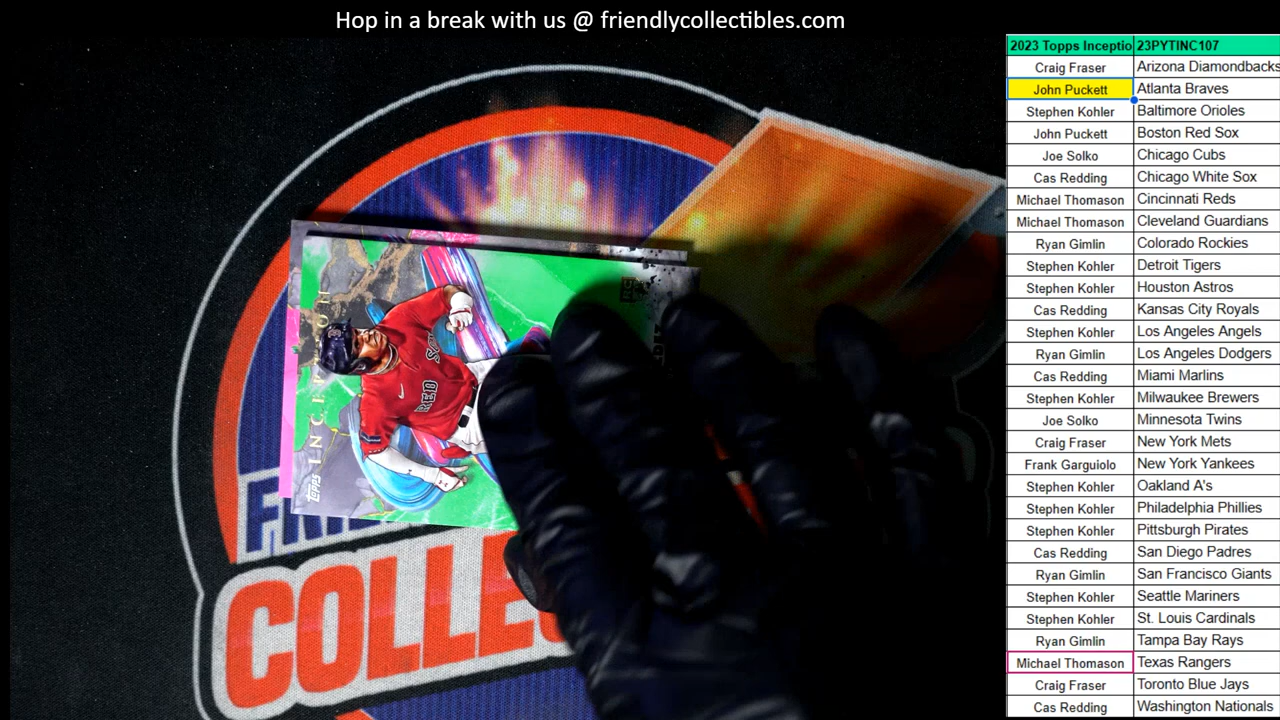 Hop in a break with us @ friendlycollectibles.com
2023 Topps Inceptio 23PYTINC107
Craig Fraser Arizona Diamondbacks
John Puckett Atlanta Braves
Stephen Kohler Baltimore Orioles
John Puckett Boston Red Sox
Joe Solko Chicago Cubs
Cas Redding Chicago White Sox
Michael Thomason Cincinnati Reds
Michael Thomason Cleveland Guardians
Ryan Gimlin Colorado Rockies
Stephen Kohler Detroit Tigers
Stephen Kohler Houston Astros
Cas Redding Kansas City Royals
Stephen Kohler Los Angeles Angels
Ryan Gimlin Los Angeles Dodgers
Cas Redding Miami Marlins
Stephen Kohler Milwaukee Brewers
Joe Solko Minnesota Twins
Craig Fraser New York Mets
Frank Garguiolo New York Yankees
Stephen Kohler Oakland A's
Stephen Kohler Philadelphia Phillies
Stephen Kohler Pittsburgh Pirates
Cas Redding San Diego Padres
Ryan Gimlin San Francisco Giants
Stephen Kohler Seattle Mariners
Stephen Kohler St. Louis Cardinals
Ryan Gimlin Tampa Bay Rays
Michael Thomason Texas Rangers
Craig Fraser Toronto Blue Jays
Cas Redding Washington Nationals
RED
TOPPS
COLLE